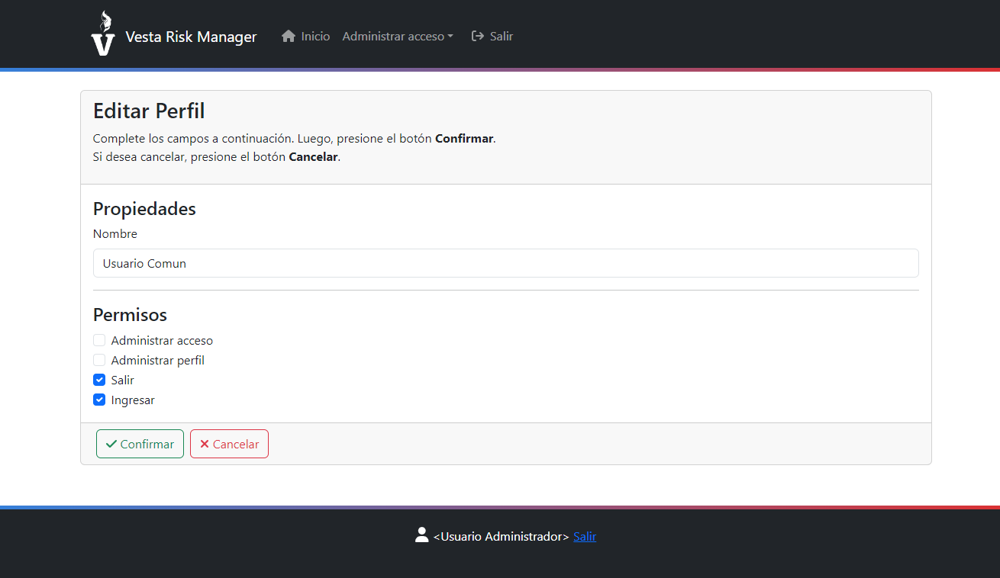 V Vesta Risk Manager Inicio Administrar acceso Salir
Editar Perfil
Complete los campos a continuación. Luego, presione el botón Confirmar.
Si desea cancelar, presione el botón Cancelar.
Propiedades
Nombre
Usuario Comun
Permisos
Administrar acceso
Administrar perfil
Salir
Ingresar
Confirmar Cancelar
<Usuario Administrador> Salir